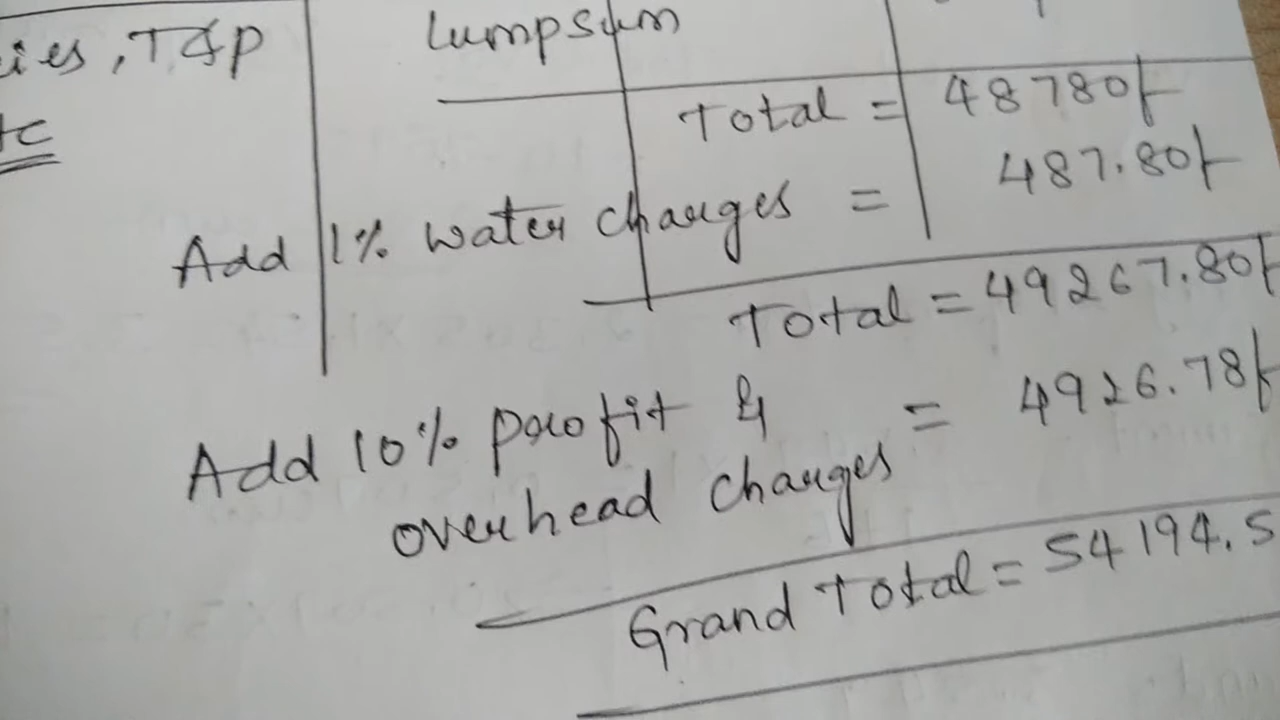 ies, T&P lumpsum
tc
Total = 48780/-
Add 1% water charges = 487.80/-
Total = 49267.80/-
Add 10% profit & = 4926.78/-
overhead charges
Grand Total = 54194.5